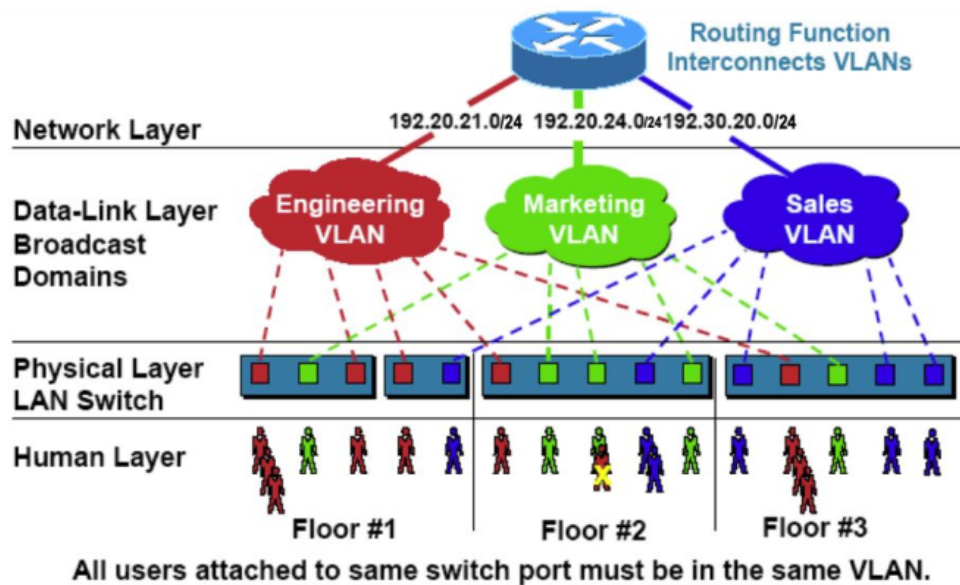 Routing Function
Interconnects VLANs
Network Layer
192.20.21.0/24 192.20.24.0/24 192.30.20.0/24
Data-Link Layer
Broadcast
Domains
Engineering
VLAN
Marketing
VLAN
Sales
VLAN
Physical Layer
LAN Switch
Human Layer
Floor #1
Floor #2
Floor #3
All users attached to same switch port must be in the same VLAN.